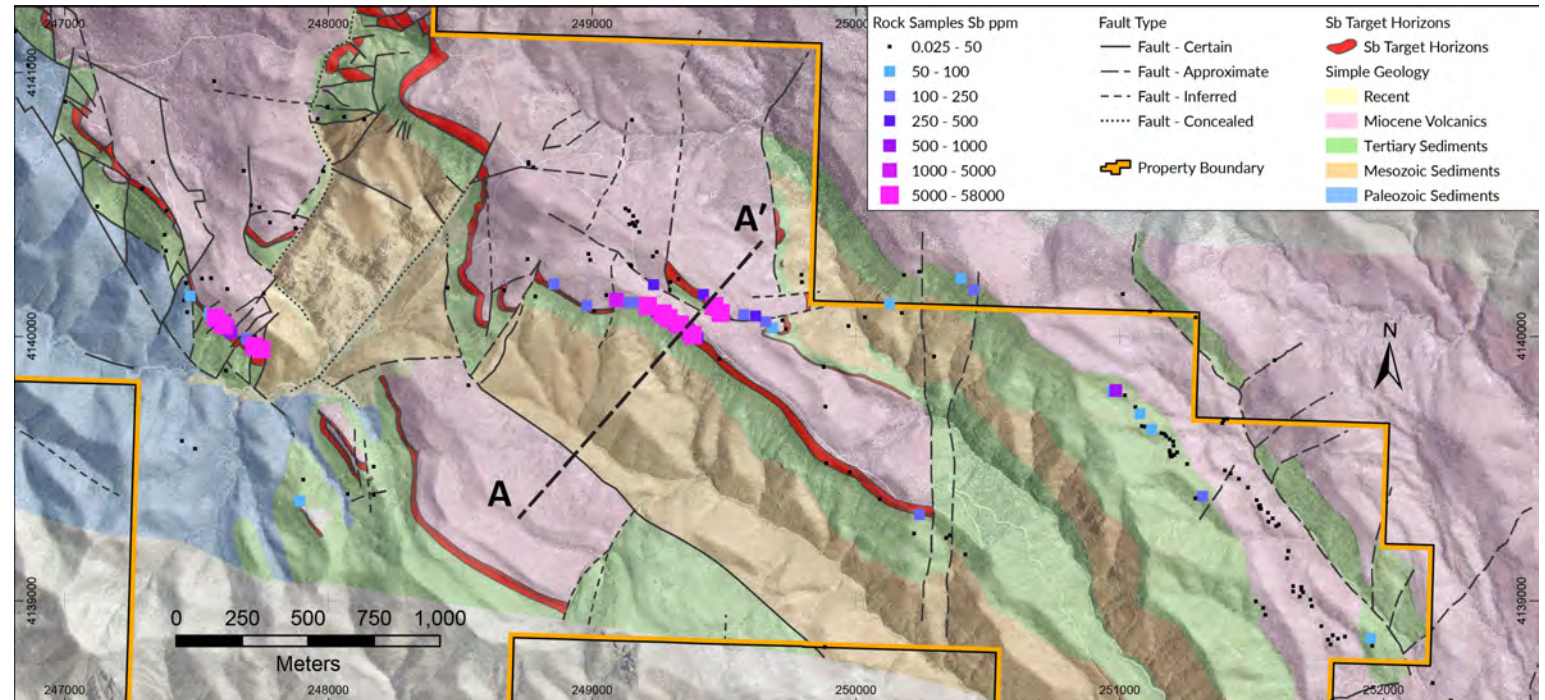 247000
248000
249000
250000
Rock Samples Sb ppm
0.025 - 50
50 - 100
100 - 250
250 - 500
500 - 1000
1000 - 5000
5000 - 58000
Fault Type
Fault - Certain
Fault - Approximate
Fault - Inferred
Fault - Concealed
Property Boundary
Sb Target Horizons
Sb Target Horizons
Simple Geology
Recent
Miocene Volcanics
Tertiary Sediments
Mesozoic Sediments
Paleozoic Sediments
4141000
A'
N
4140000
4140000
A
4139000
4139000
0 250 500 750 1,000
Meters
247000
248000
249000
250000
251000
252000